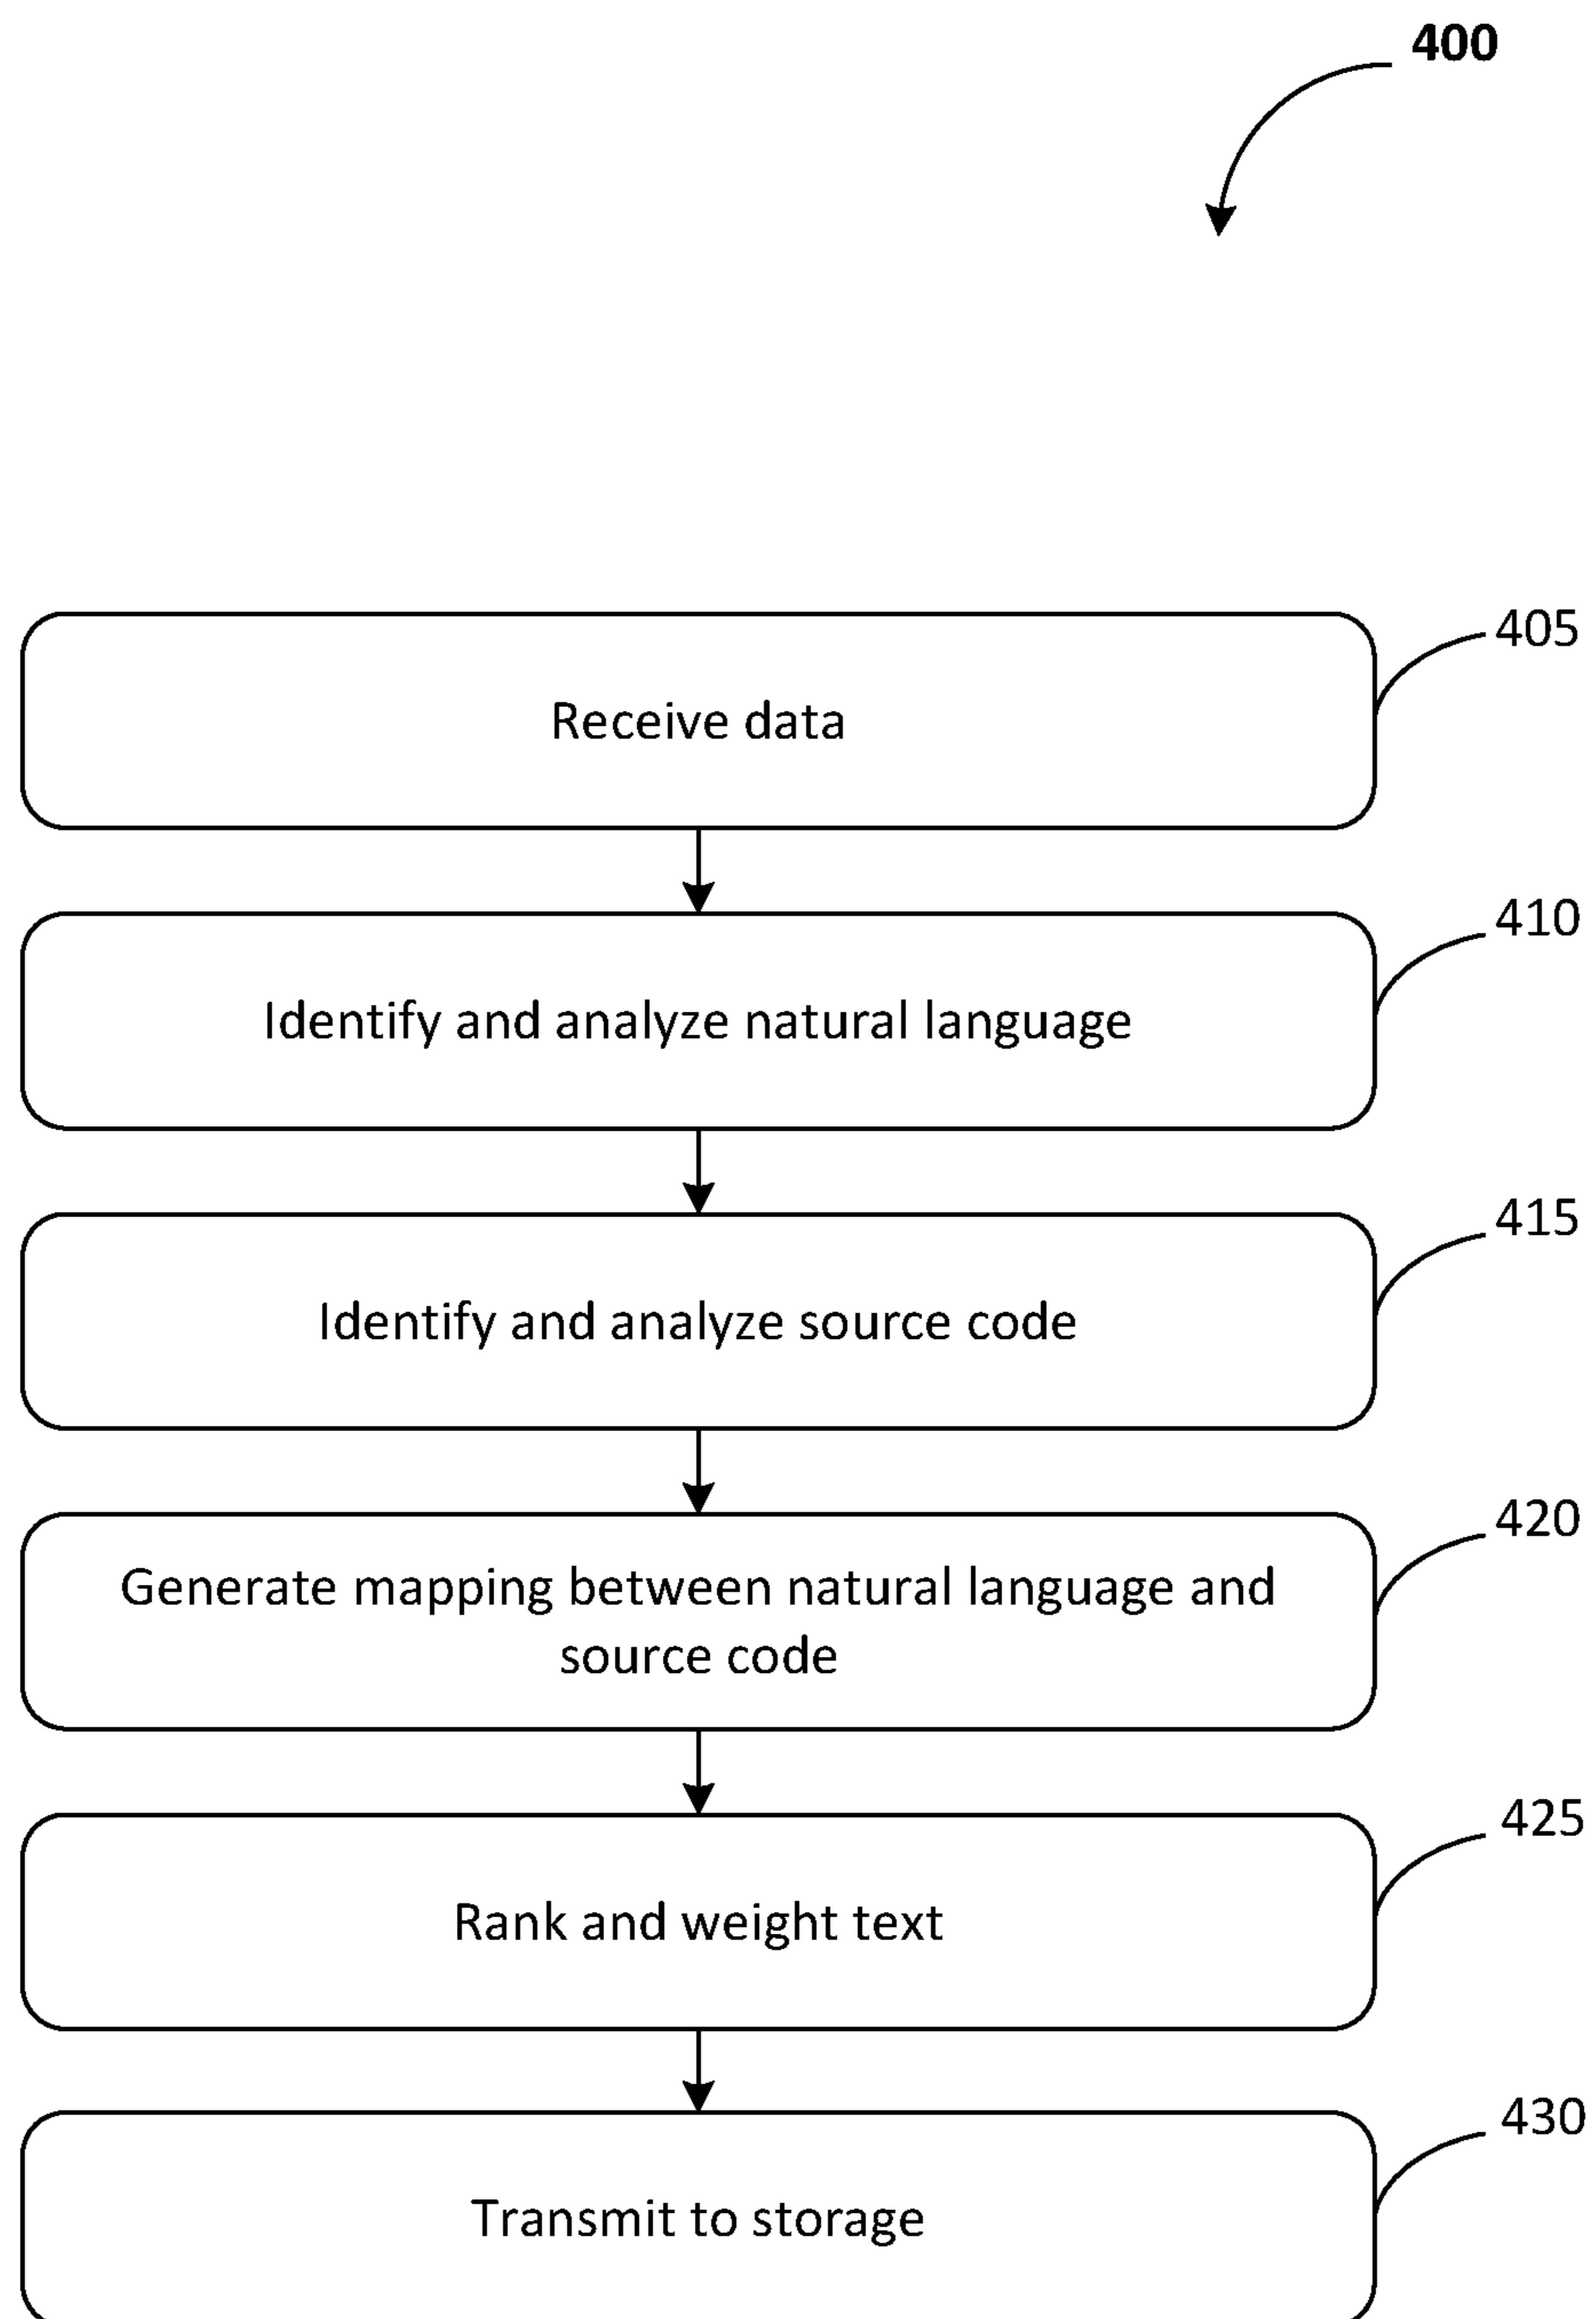 400
405
Receive data
410
Identify and analyze natural language
415
Identify and analyze source code
420
Generate mapping between natural language and
source code
425
Rank and weight text
430
Transmit to storage